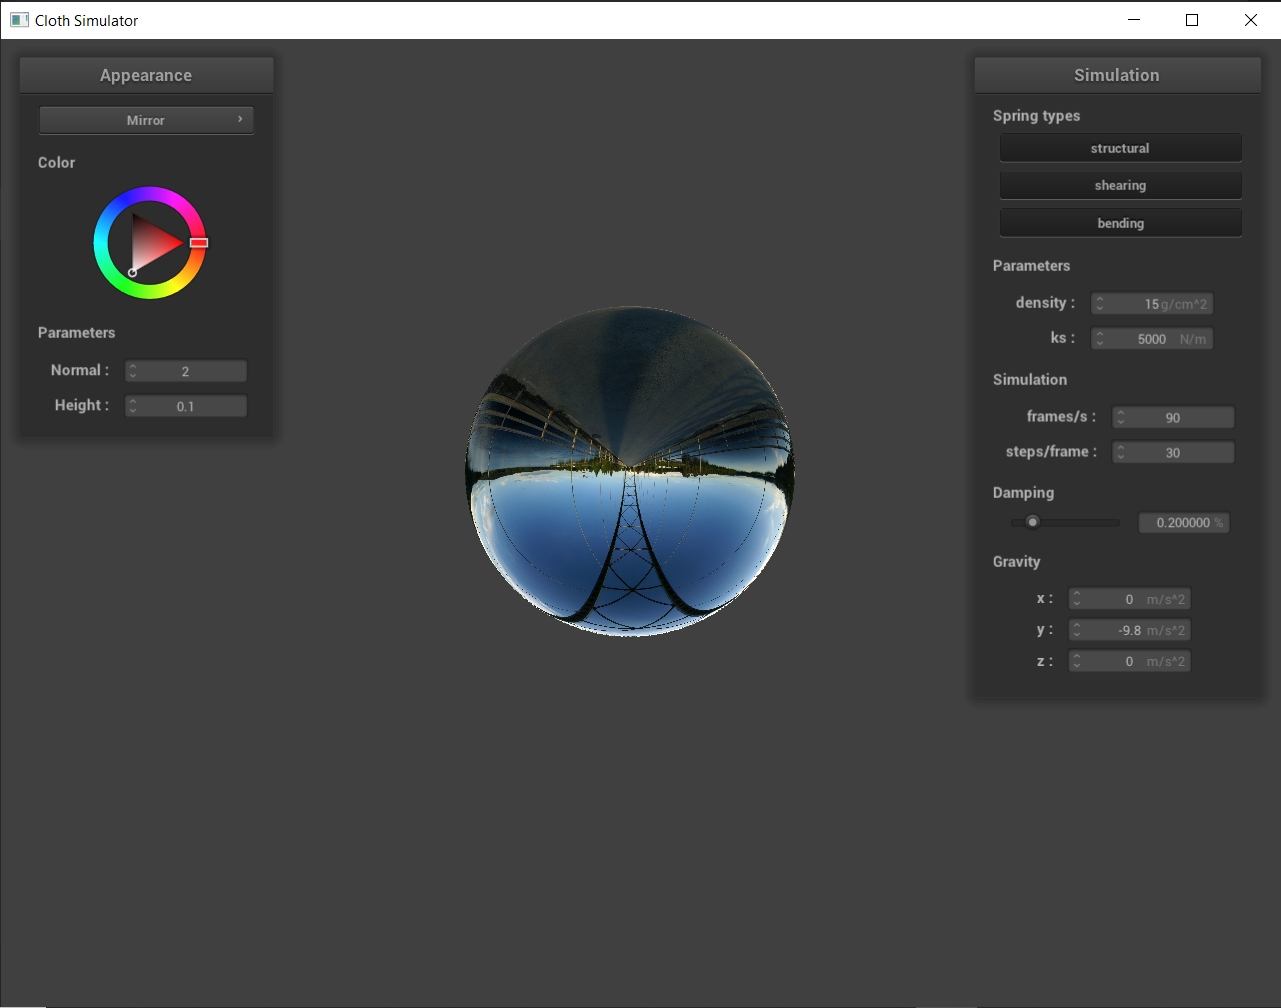 Cloth Simulator
Appearance
Mirror
Color
Parameters
Normal : 2
Height : 0.1
Simulation
Spring types
structural
shearing
bending
Parameters
density : 15 g/cm^2
ks : 5000 N/m
Simulation
frames/s : 90
steps/frame : 30
Damping
0.200000 %
Gravity
x : 0 m/s^2
y : -9.8 m/s^2
z : 0 m/s^2